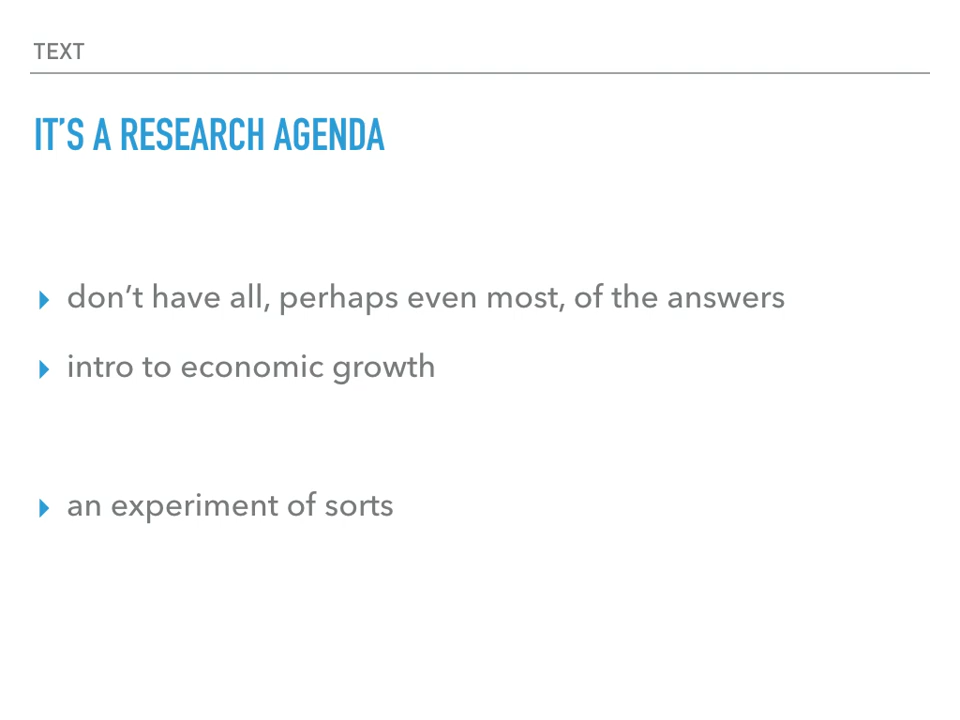 TEXT
IT’S A RESEARCH AGENDA
▸ don’t have all, perhaps even most, of the answers
▸ intro to economic growth
▸ an experiment of sorts